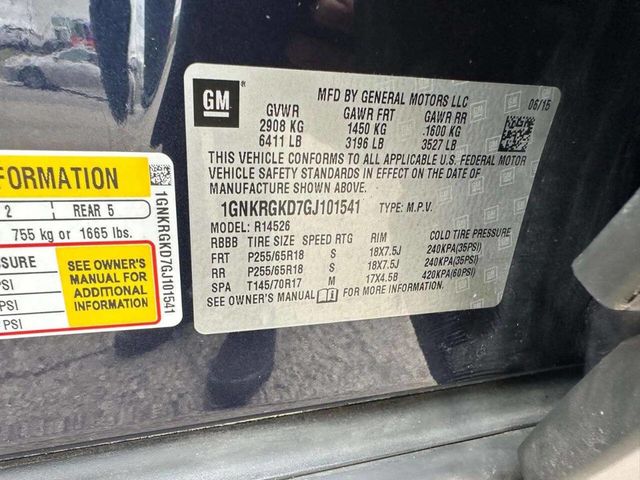 GM
MFD BY GENERAL MOTORS LLC
06/15
GVWR GAWR FRT GAWR RR
2908 KG 1450 KG 1600 KG
6411 LB 3196 LB 3527 LB
THIS VEHICLE CONFORMS TO ALL APPLICABLE U.S. FEDERAL MOTOR
VEHICLE SAFETY STANDARDS IN EFFECT ON THE DATE OF
MANUFACTURE SHOWN ABOVE.
1GNKRGKD7GJ101541 TYPE: M.P.V.
MODEL: R14526
RBBB TIRE SIZE SPEED RTG RIM COLD TIRE PRESSURE
FRT P255/65R18 S 18X7.5J 240KPA(35PSI)
RR P255/65R18 S 18X7.5J 240KPA(35PSI)
SPA T145/70R17 M 17X4.5B 420KPA(60PSI)
SEE OWNER'S MANUAL FOR MORE INFORMATION.
FORMATION
2 REAR 5
755 kg or 1665 lbs.
SSURE
PSI
PSI
PSI
SEE OWNER'S
MANUAL FOR
ADDITIONAL
INFORMATION
1GNKRGKD7GJ101541